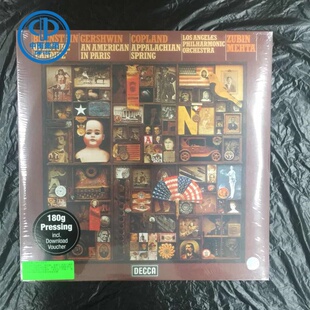 GERSHWIN
AN AMERICAN
IN PARIS
COPLAND
APPALACHIAN
SPRING
LOS ANGELES
PHILHARMONIC
ORCHESTRA
ZUBIN
MEHTA
180g
Pressing
incl.
Download
Voucher
DECCA